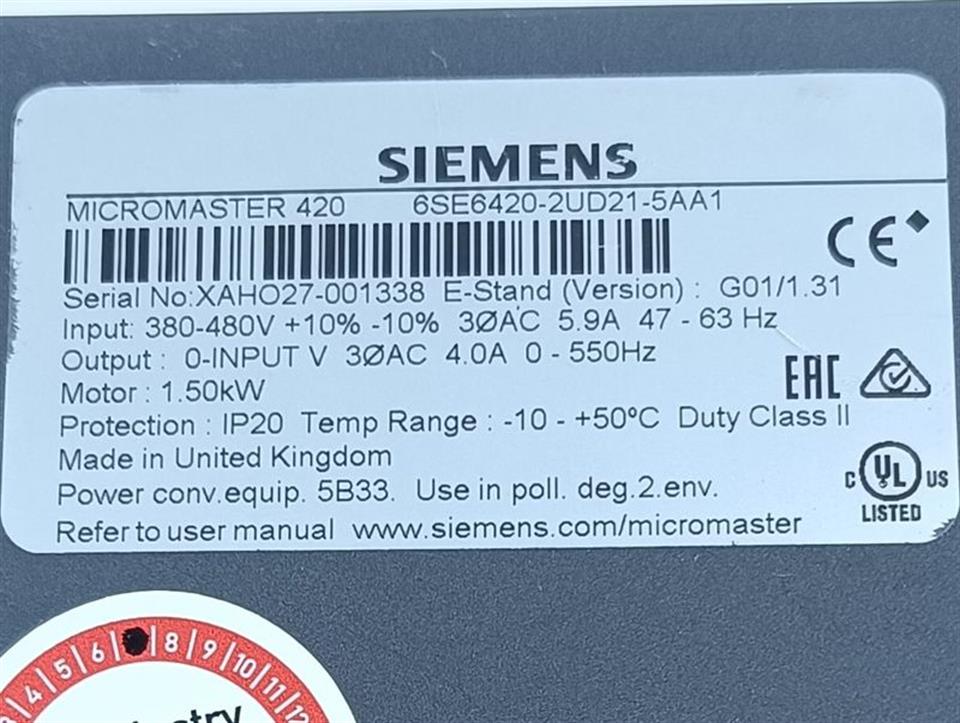 SIEMENS
MICROMASTER 420 6SE6420-2UD21-5AA1
CE
Serial No:XAHO27-001338 E-Stand (Version) : G01/1.31
Input: 380-480V +10% -10% 3ØAC 5.9A 47 - 63 Hz
Output : 0-INPUT V 3ØAC 4.0A 0 - 550Hz
EAC
Motor : 1.50kW
Protection : IP20 Temp Range : -10 - +50ºC Duty Class II
Made in United Kingdom
Power conv.equip. 5B33. Use in poll. deg.2.env.
C UL US
LISTED
Refer to user manual www.siemens.com/micromaster
4 5 6 8 9 10 11 12